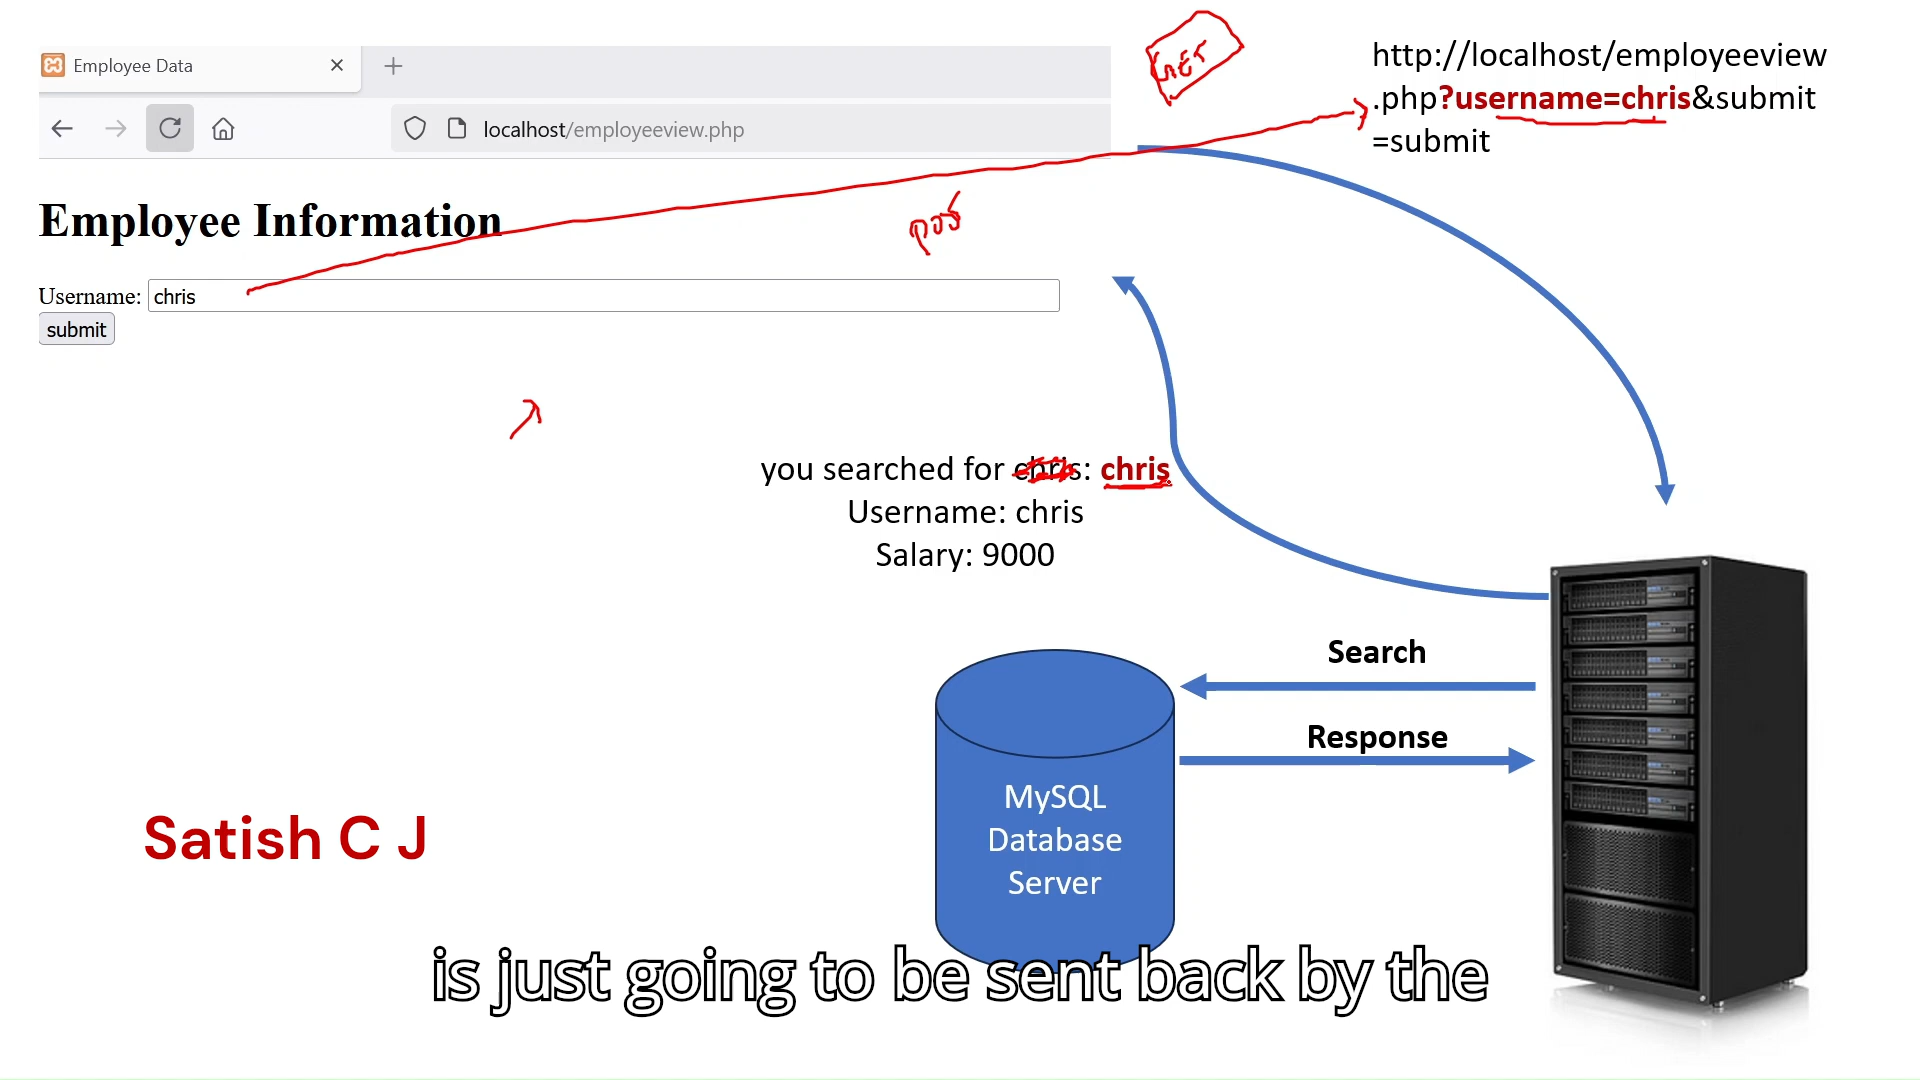 Employee Data
localhost/employeeview.php
GET
http://localhost/employeeview
.php?username=chris&submit
=submit
Employee Information
pos
Username: chris
submit
you searched for chris: chris
Username: chris
Salary: 9000
Search
Response
MySQL
Database
Server
Satish C J
is just going to be sent back by the